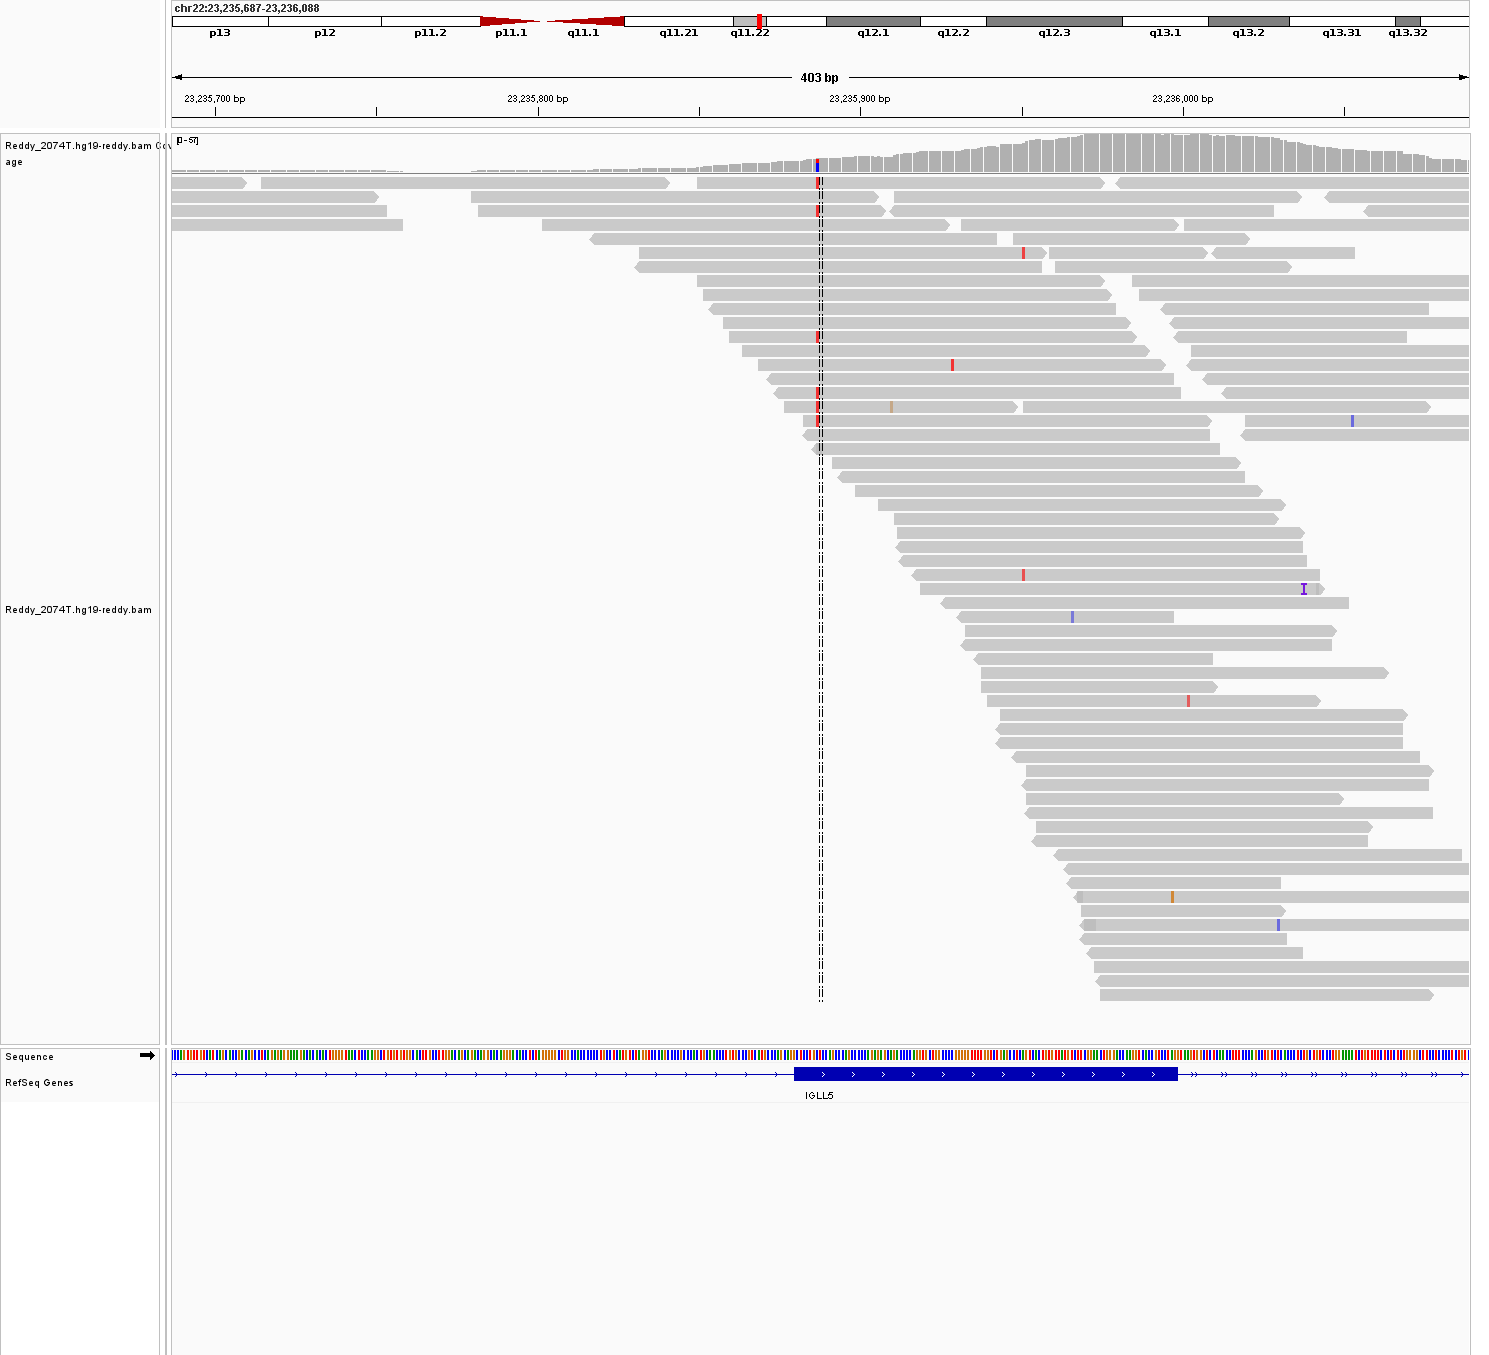 chr22:23,235,687-23,236,088
p13 p12 p11.2 p11.1 q11.1 q11.21 q11.22 q12.1 q12.2 q12.3 q13.1 q13.2 q13.31 q13.32
403 bp
23,235,700 bp 23,235,800 bp 23,235,900 bp 23,236,000 bp
[0 - 57]
Reddy_2074T.hg19-reddy.bam Cov
age
Reddy_2074T.hg19-reddy.bam
Sequence
RefSeq Genes
IGLL5